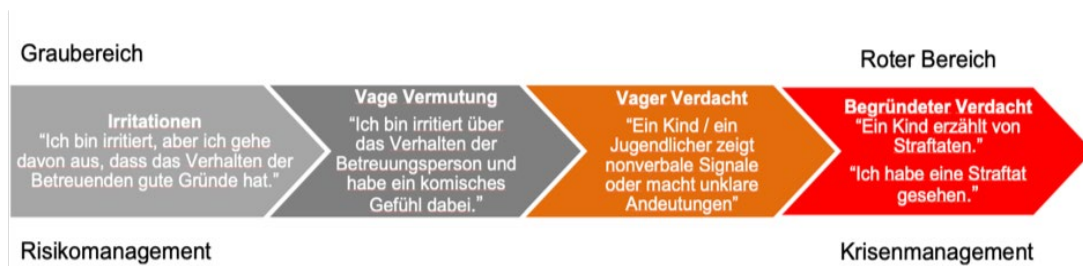 Graubereich
Roter Bereich
Irritationen
“Ich bin irritiert, aber ich gehe
davon aus, dass das Verhalten der
Betreuenden gute Gründe hat.”
Vage Vermutung
“Ich bin irritiert über
das Verhalten der
Betreuungsperson und
habe ein komisches
Gefühl dabei.”
Vager Verdacht
“Ein Kind / ein
Jugendlicher zeigt
nonverbale Signale
oder macht unklare
Andeutungen”
Begründeter Verdacht
“Ein Kind erzählt von
Straftaten.”
“Ich habe eine Straftat
gesehen.”
Risikomanagement
Krisenmanagement